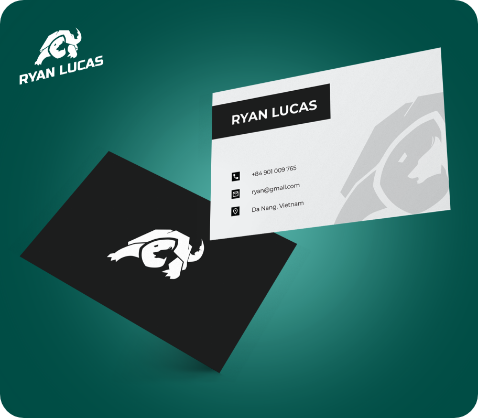 RYAN LUCAS
RYAN LUCAS
+84 901 009 765
ryan@gmail.com
Da Nang, Vietnam